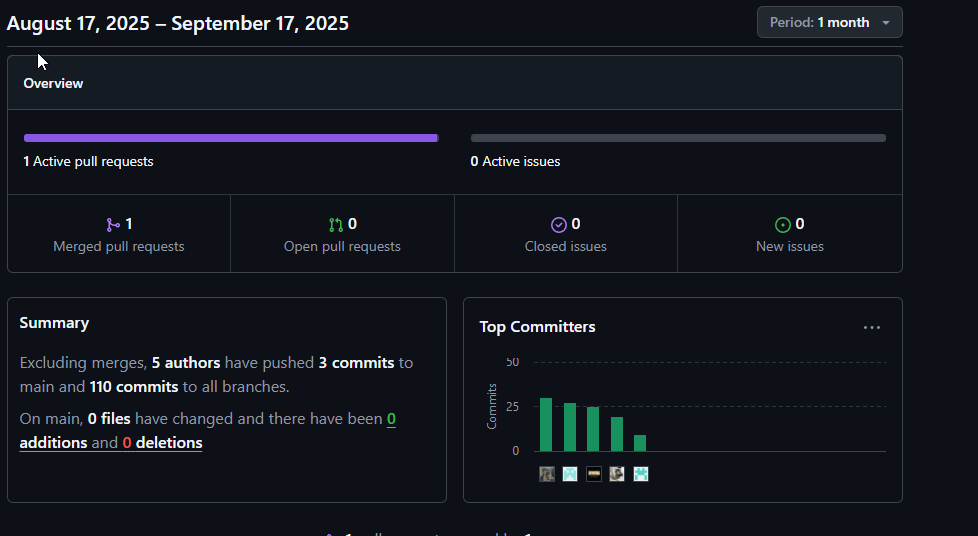 August 17, 2025 – September 17, 2025
Period: 1 month
Overview
1 Active pull requests
0 Active issues
1
Merged pull requests
0
Open pull requests
0
Closed issues
0
New issues
Summary
Excluding merges, 5 authors have pushed 3 commits to
main and 110 commits to all branches.
On main, 0 files have changed and there have been 0
additions and 0 deletions
Top Committers
Commits
50
25
0